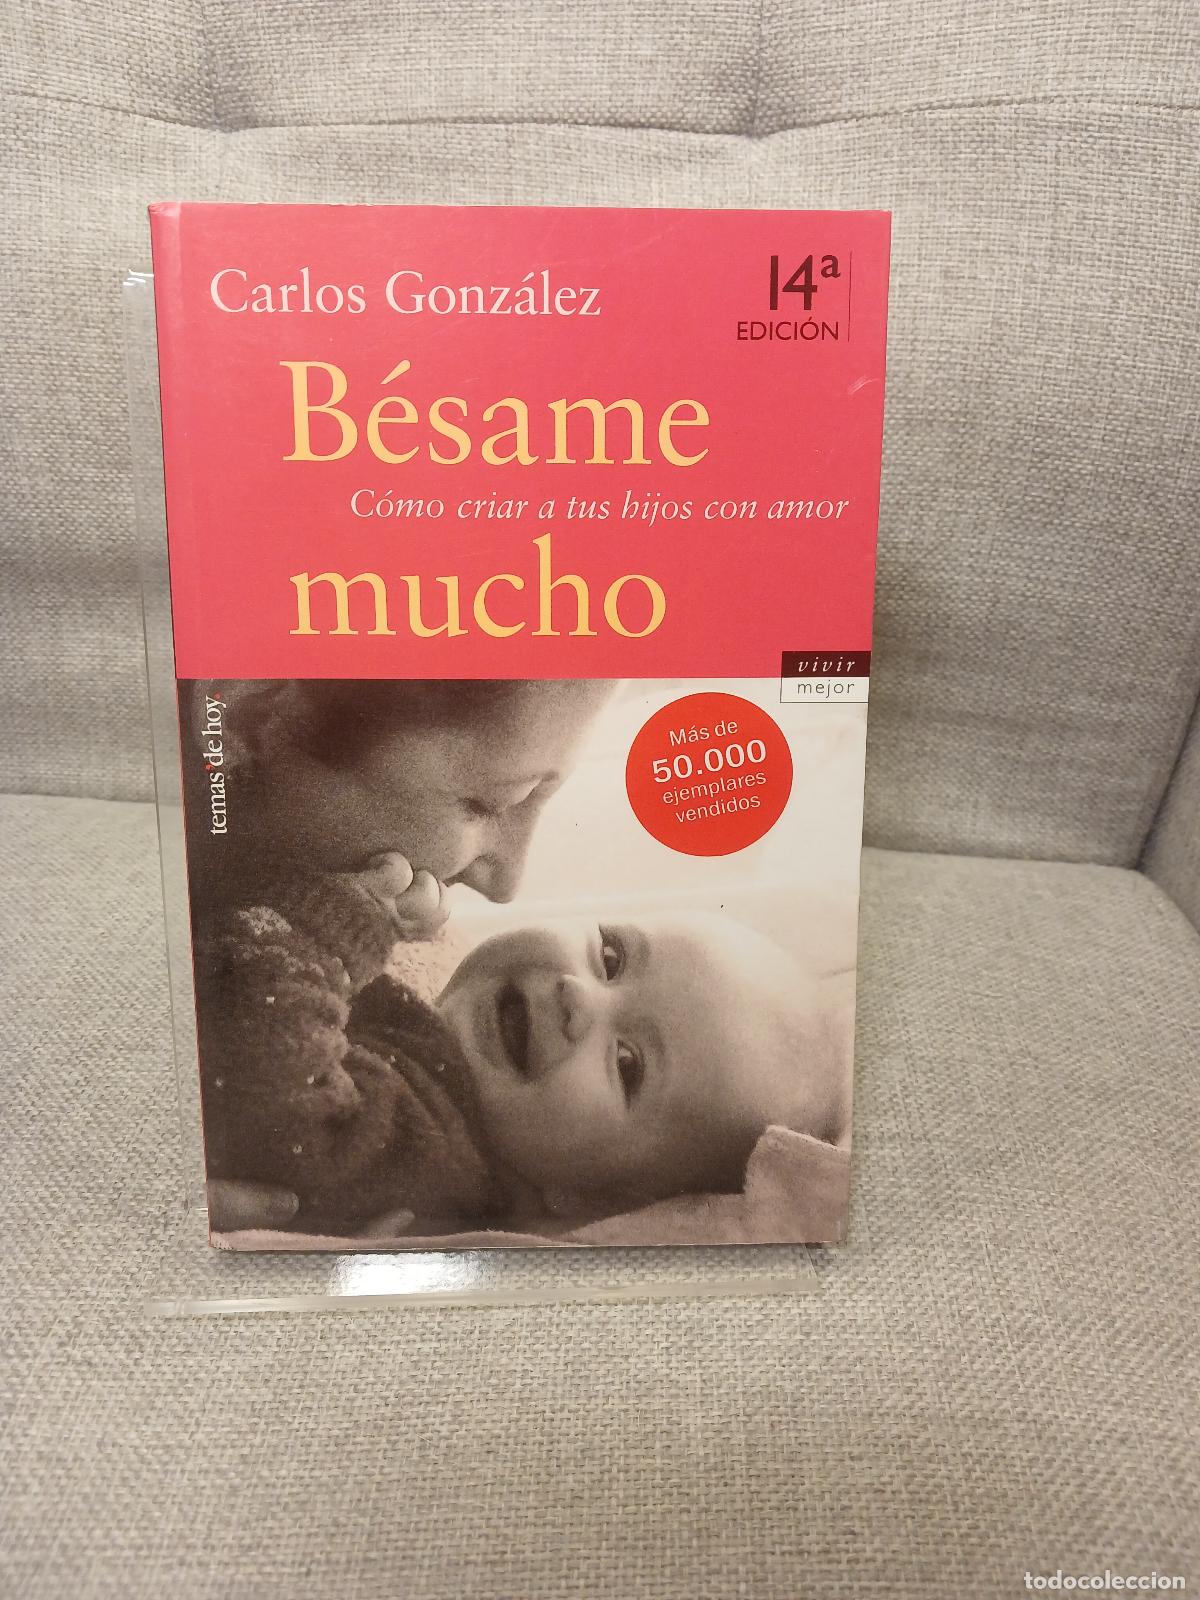 Carlos González
14ª
EDICIÓN
Bésame
Cómo criar a tus hijos con amor
mucho
vivir
mejor
temas'de hoy.
Más de
50.000
ejemplares
vendidos
todocoleccion